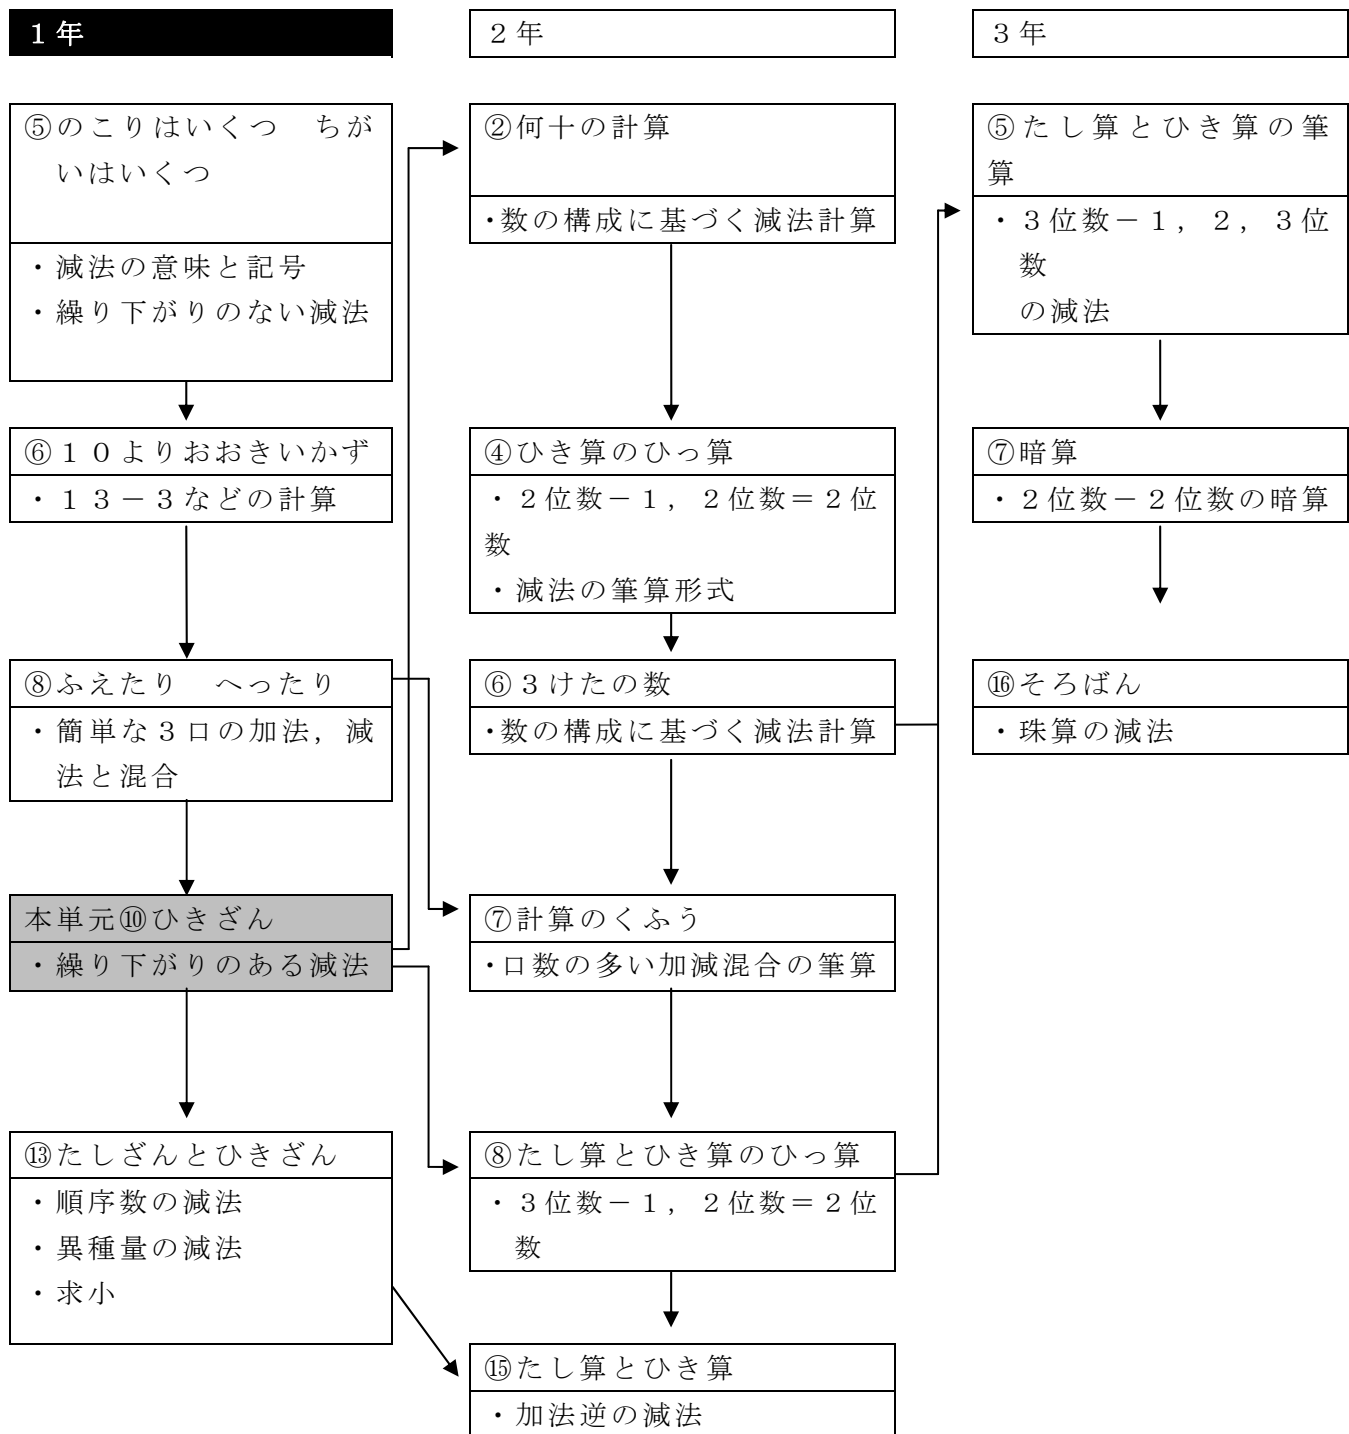 １年
⑤のこりはいくつ　ちが
いはいくつ
・減法の意味と記号
・繰り下がりのない減法
⑥１０よりおおきいかず
・１３－３などの計算
⑧ふえたり　へったり
・簡単な３口の加法，減
法と混合
本単元⑩ひきざん
・繰り下がりのある減法
⑬たしざんとひきざん
・順序数の減法
・異種量の減法
・求小
２年
②何十の計算
・数の構成に基づく減法計算
④ひき算のひっ算
・２位数－１，２位数＝２位
数
・減法の筆算形式
⑥３けたの数
・数の構成に基づく減法計算
⑦計算のくふう
・口数の多い加減混合の筆算
⑧たし算とひき算のひっ算
・３位数－１，２位数＝２位
数
⑮たし算とひき算
・加法逆の減法
３年
⑤たし算とひき算の筆
算
・３位数－１，２，３位
数
の減法
⑦暗算
・２位数－２位数の暗算
⑯そろばん
・珠算の減法